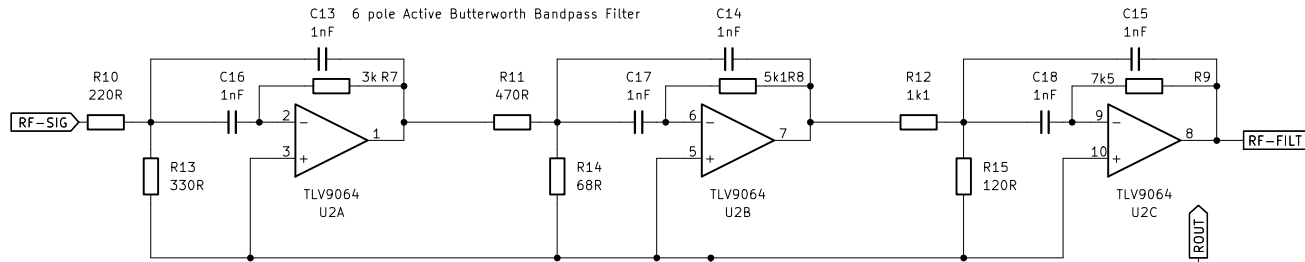 6 pole Active Butterworth Bandpass Filter
C13
1nF
C14
1nF
C15
1nF
R10
220R
C16
1nF
3k R7
R11
470R
C17
1nF
5k1R8
R12
1k1
C18
1nF
7k5 R9
RF-SIG
2
3
1
6
5
7
9
10
8
RF-FILT
R13
330R
R14
68R
R15
120R
TLV9064
U2A
TLV9064
U2B
TLV9064
U2C
ROUT